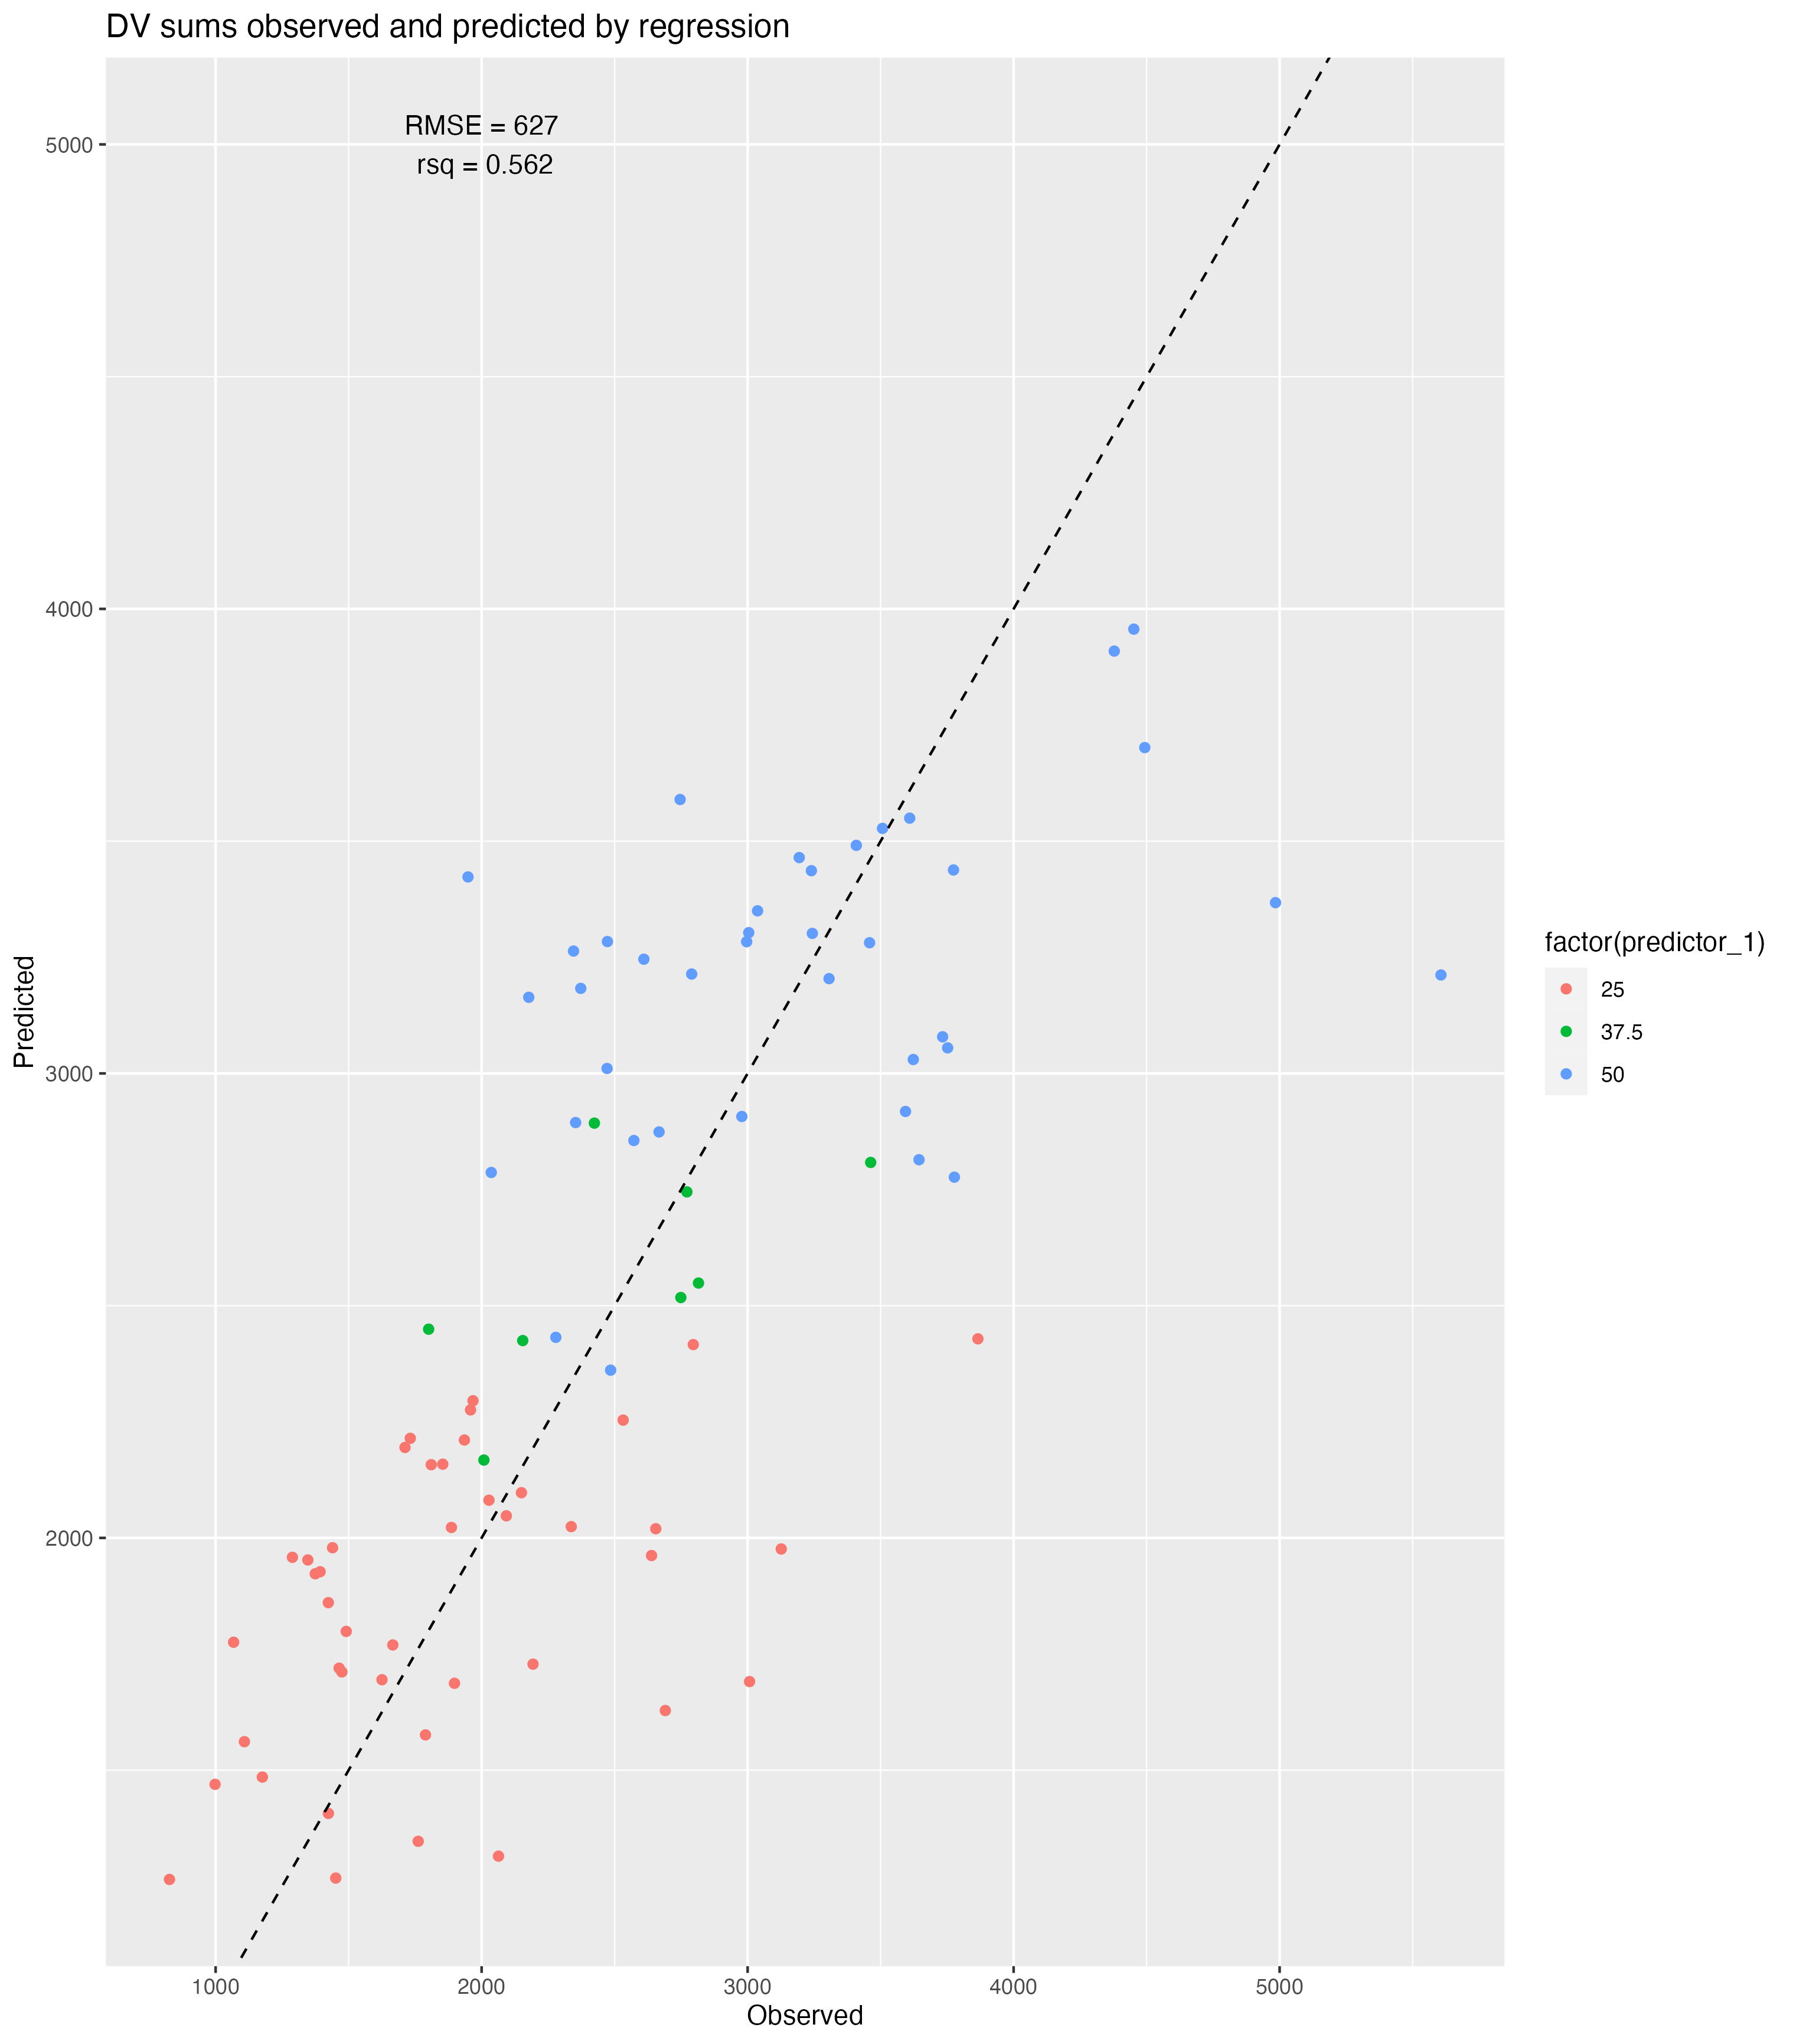 DV sums observed and predicted by regression
RMSE = 627
rsq = 0.562
5000
4000
3000
2000
Predicted
1000 2000 3000 4000 5000
Observed
factor(predictor_1)
25
37.5
50